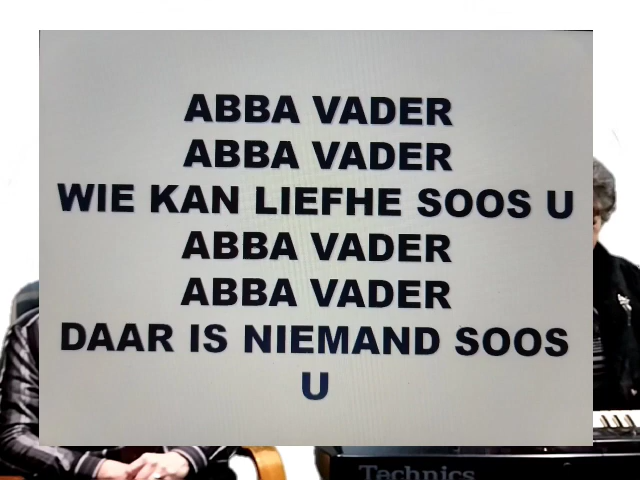 ABBA VADER
ABBA VADER
WIE KAN LIEFHE SOOS U
ABBA VADER
ABBA VADER
DAAR IS NIEMAND SOOS
U
Technics